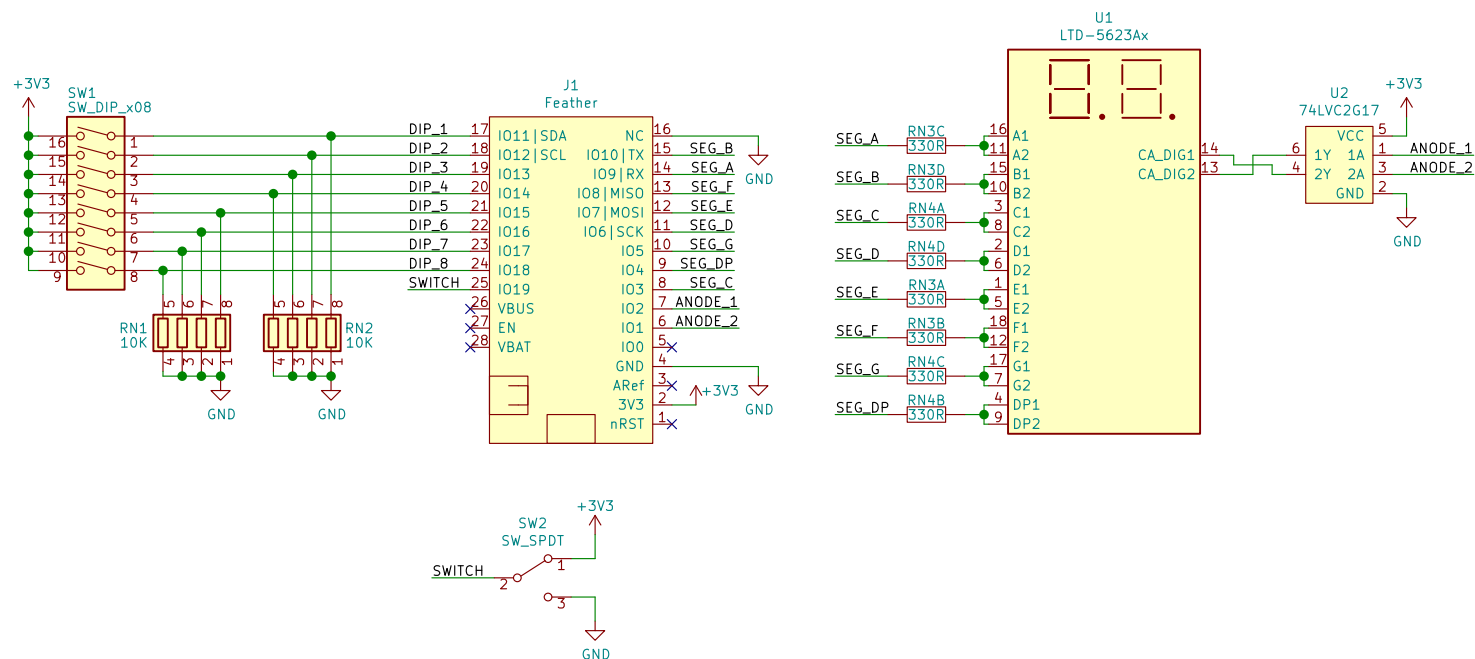 +3V3
SW1
SW_DIP_x08
16 1
15 2
14 3
13 4
12 5
11 6
10 7
9 8
RN1
10K
5 6 7 8
4 3 2 1
GND
RN2
10K
5 6 7 8
4 3 2 1
GND
J1
Feather
DIP_1 17 IO11|SDA
DIP_2 18 IO12|SCL
DIP_3 19 IO13
DIP_4 20 IO14
DIP_5 21 IO15
DIP_6 22 IO16
DIP_7 23 IO17
DIP_8 24 IO18
SWITCH 25 IO19
26 VBUS
27 EN
28 VBAT
NC 16
IO10|TX 15 SEG_B
IO9|RX 14 SEG_A
IO8|MISO 13 SEG_F
IO7|MOSI 12 SEG_E
IO6|SCK 11 SEG_D
IO5 10 SEG_G
IO4 9 SEG_DP
IO3 8 SEG_C
IO2 7 ANODE_1
IO1 6 ANODE_2
IO0 5
GND 4
ARef 3
3V3 2 +3V3
nRST 1
GND
GND
SW2
SW_SPDT
+3V3
SWITCH 2
1
3
GND
U1
LTD-5623Ax
SEG_A RN3C 330R 16 A1
11 A2
SEG_B RN3D 330R 15 B1
10 B2
SEG_C RN4A 330R 3 C1
8 C2
SEG_D RN4D 330R 2 D1
6 D2
SEG_E RN3A 330R 1 E1
5 E2
SEG_F RN3B 330R 18 F1
12 F2
SEG_G RN4C 330R 17 G1
7 G2
SEG_DP RN4B 330R 4 DP1
9 DP2
CA_DIG1 14
CA_DIG2 13
U2
74LVC2G17
+3V3
VCC 5
6 1Y 1A 1 ANODE_1
4 2Y 2A 3 ANODE_2
GND 2
GND